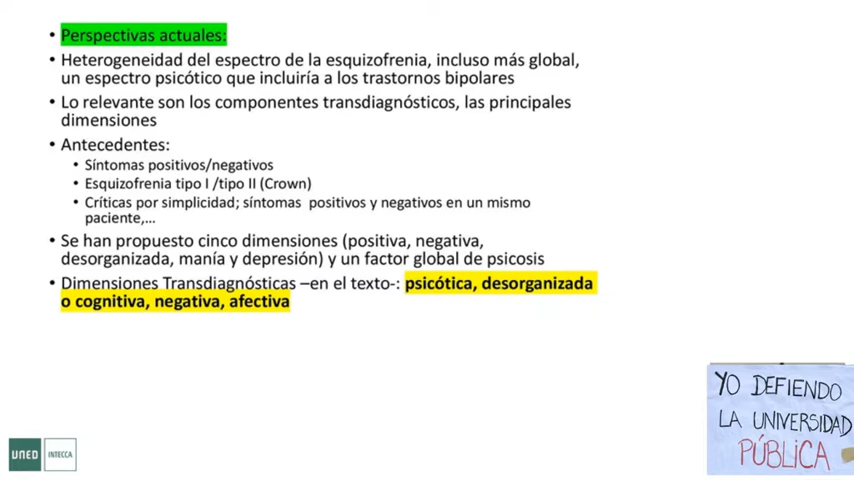 • Perspectivas actuales:
• Heterogeneidad del espectro de la esquizofrenia, incluso más global,
un espectro psicótico que incluiría a los trastornos bipolares
• Lo relevante son los componentes transdiagnósticos, las principales
dimensiones
• Antecedentes:
• Síntomas positivos/negativos
• Esquizofrenia tipo I /tipo II (Crown)
• Críticas por simplicidad; síntomas positivos y negativos en un mismo
paciente,...
• Se han propuesto cinco dimensiones (positiva, negativa,
desorganizada, manía y depresión) y un factor global de psicosis
• Dimensiones Transdiagnósticas –en el texto-: psicótica, desorganizada
o cognitiva, negativa, afectiva
YO DEFIENDO
LA UNIVERSIDAD
PÚBLICA
UNED INTECCA